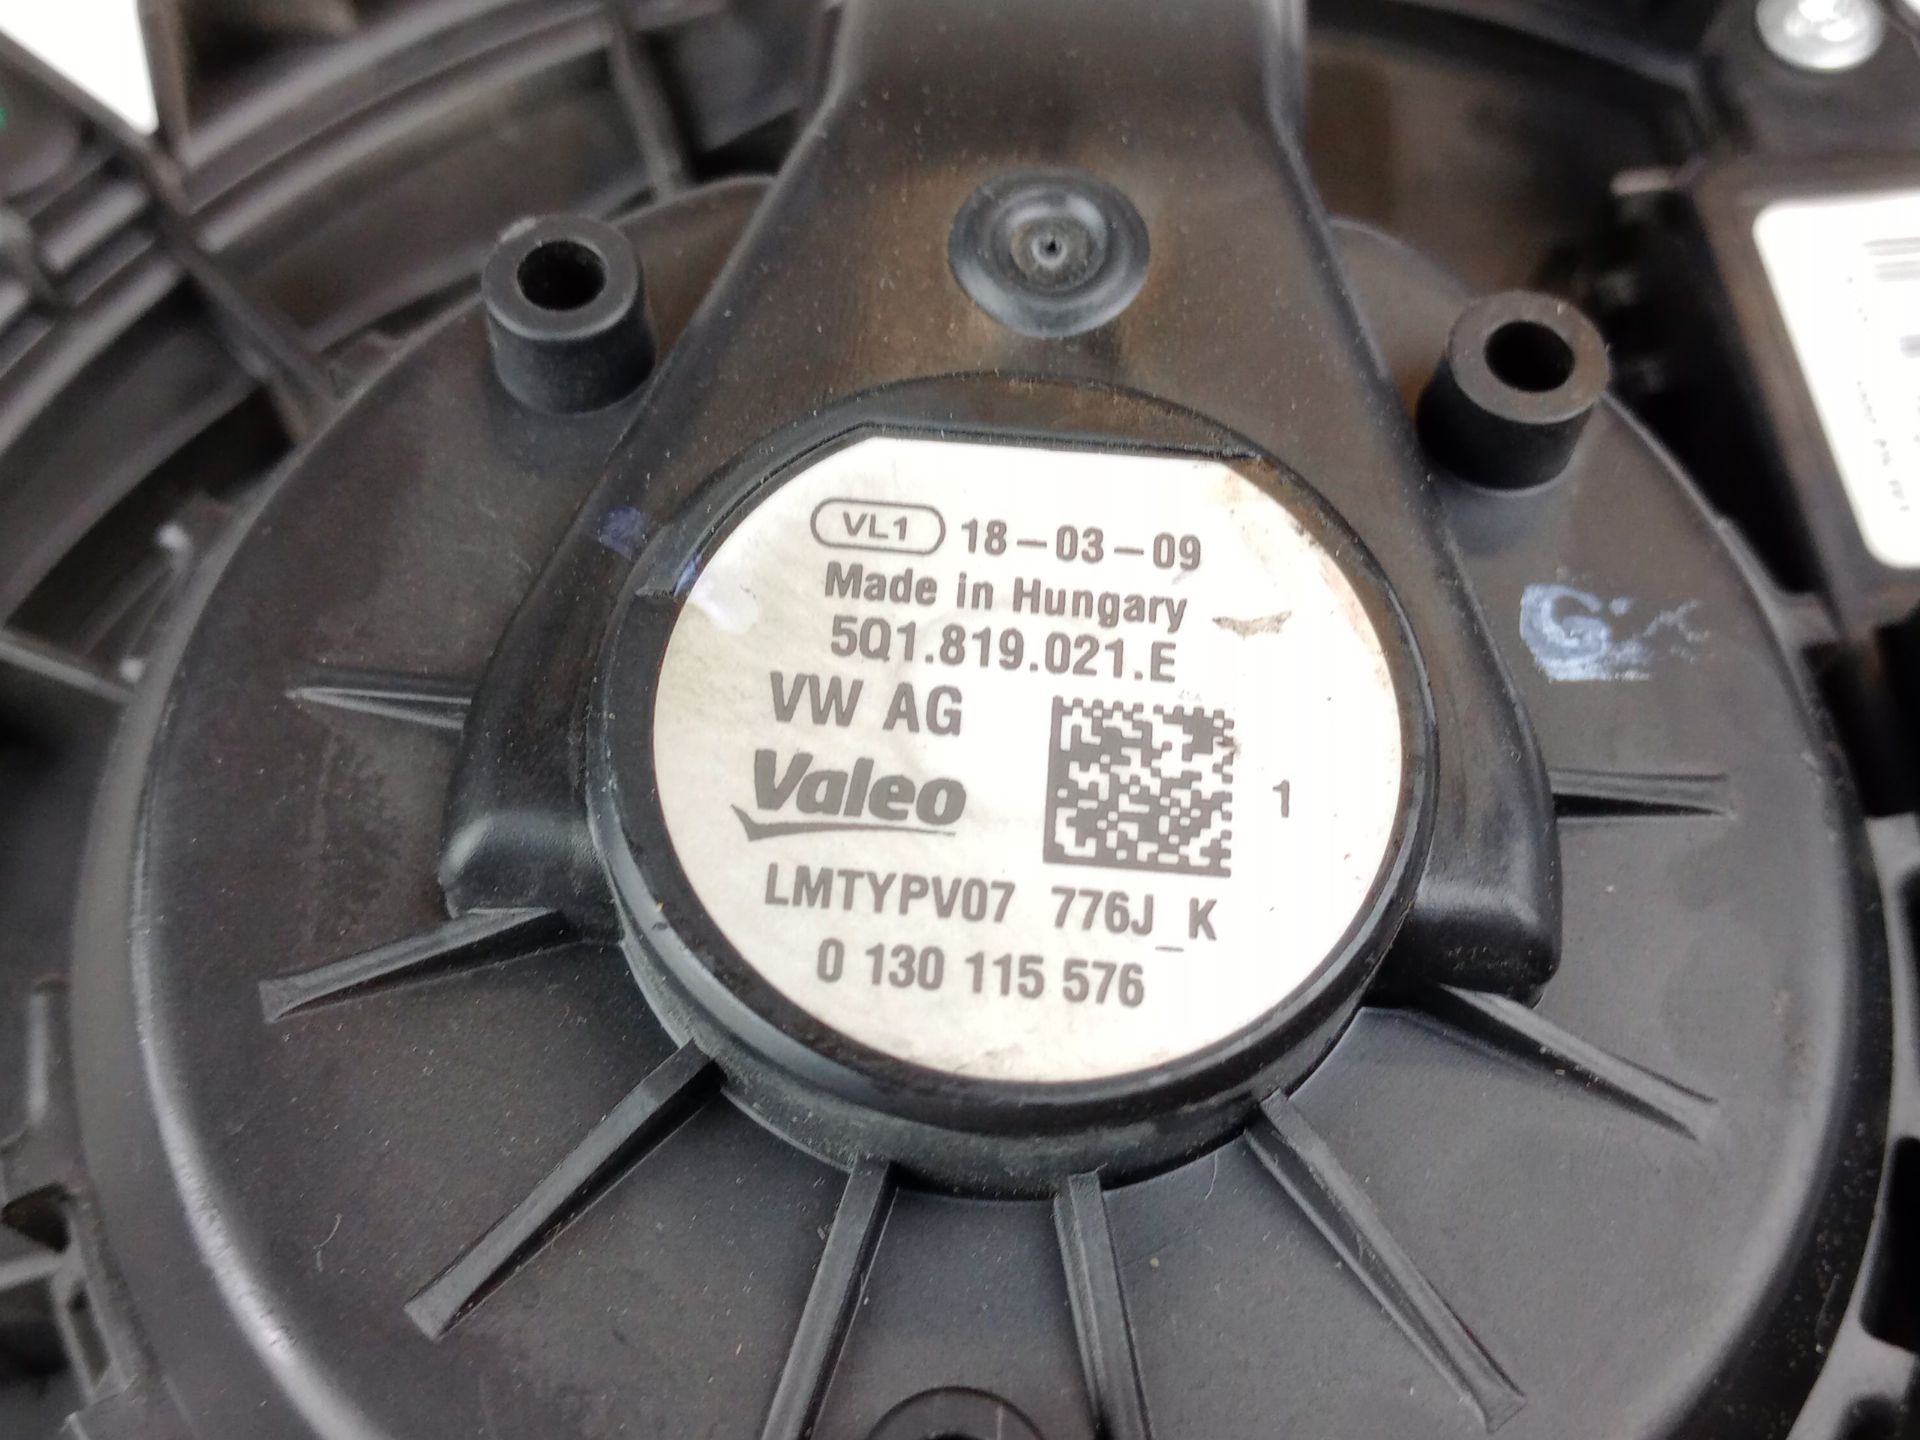 VL1 18-03-09
Made in Hungary
5Q1.819.021.E
VW AG
Valeo
1
LMTYPV07 776J_K
0 130 115 576